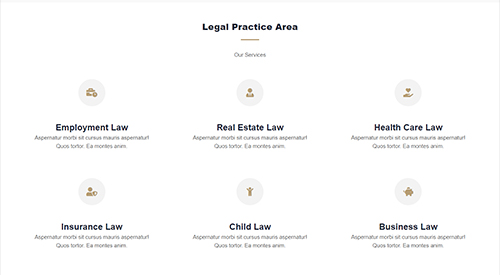 Legal Practice Area
Our Services
Employment Law
Real Estate Law
Health Care Law
Aspernatur morbi sit cursus mauris aspernatur!
Aspernatur morbi sit cursus mauris aspernatur!
Aspernatur morbi sit cursus mauris aspernatur!
Quos tortor. Ea montes anim.
Quos tortor. Ea montes anim.
Quos tortor. Ea montes anim.
Insurance Law
Child Law
Business Law
Aspernatur morbi sit cursus mauris aspernatur!
Aspernatur morbi sit cursus mauris aspernatur!
Aspernatur morbi sit cursus mauris aspernatur!
Quos tortor. Ea montes anim.
Quos tortor. Ea montes anim.
Quos tortor. Ea montes anim.